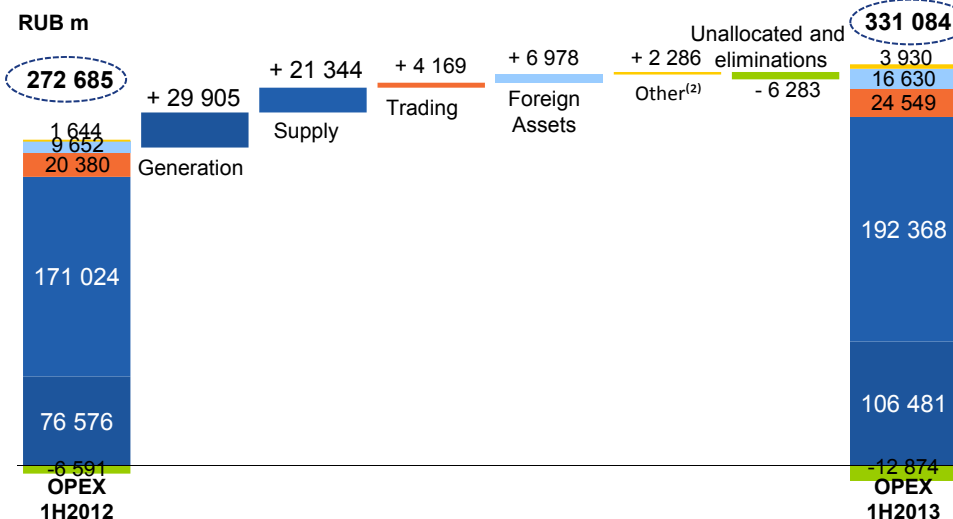 RUB m
272 685
1 644
9 652
20 380
171 024
76 576
-6 591
OPEX
1H2012
+ 29 905
Generation
+ 21 344
Supply
+ 4 169
Trading
+ 6 978
Foreign
Assets
+ 2 286
Other⁽²⁾
Unallocated and
eliminations
- 6 283
331 084
3 930
16 630
24 549
192 368
106 481
-12 874
OPEX
1H2013